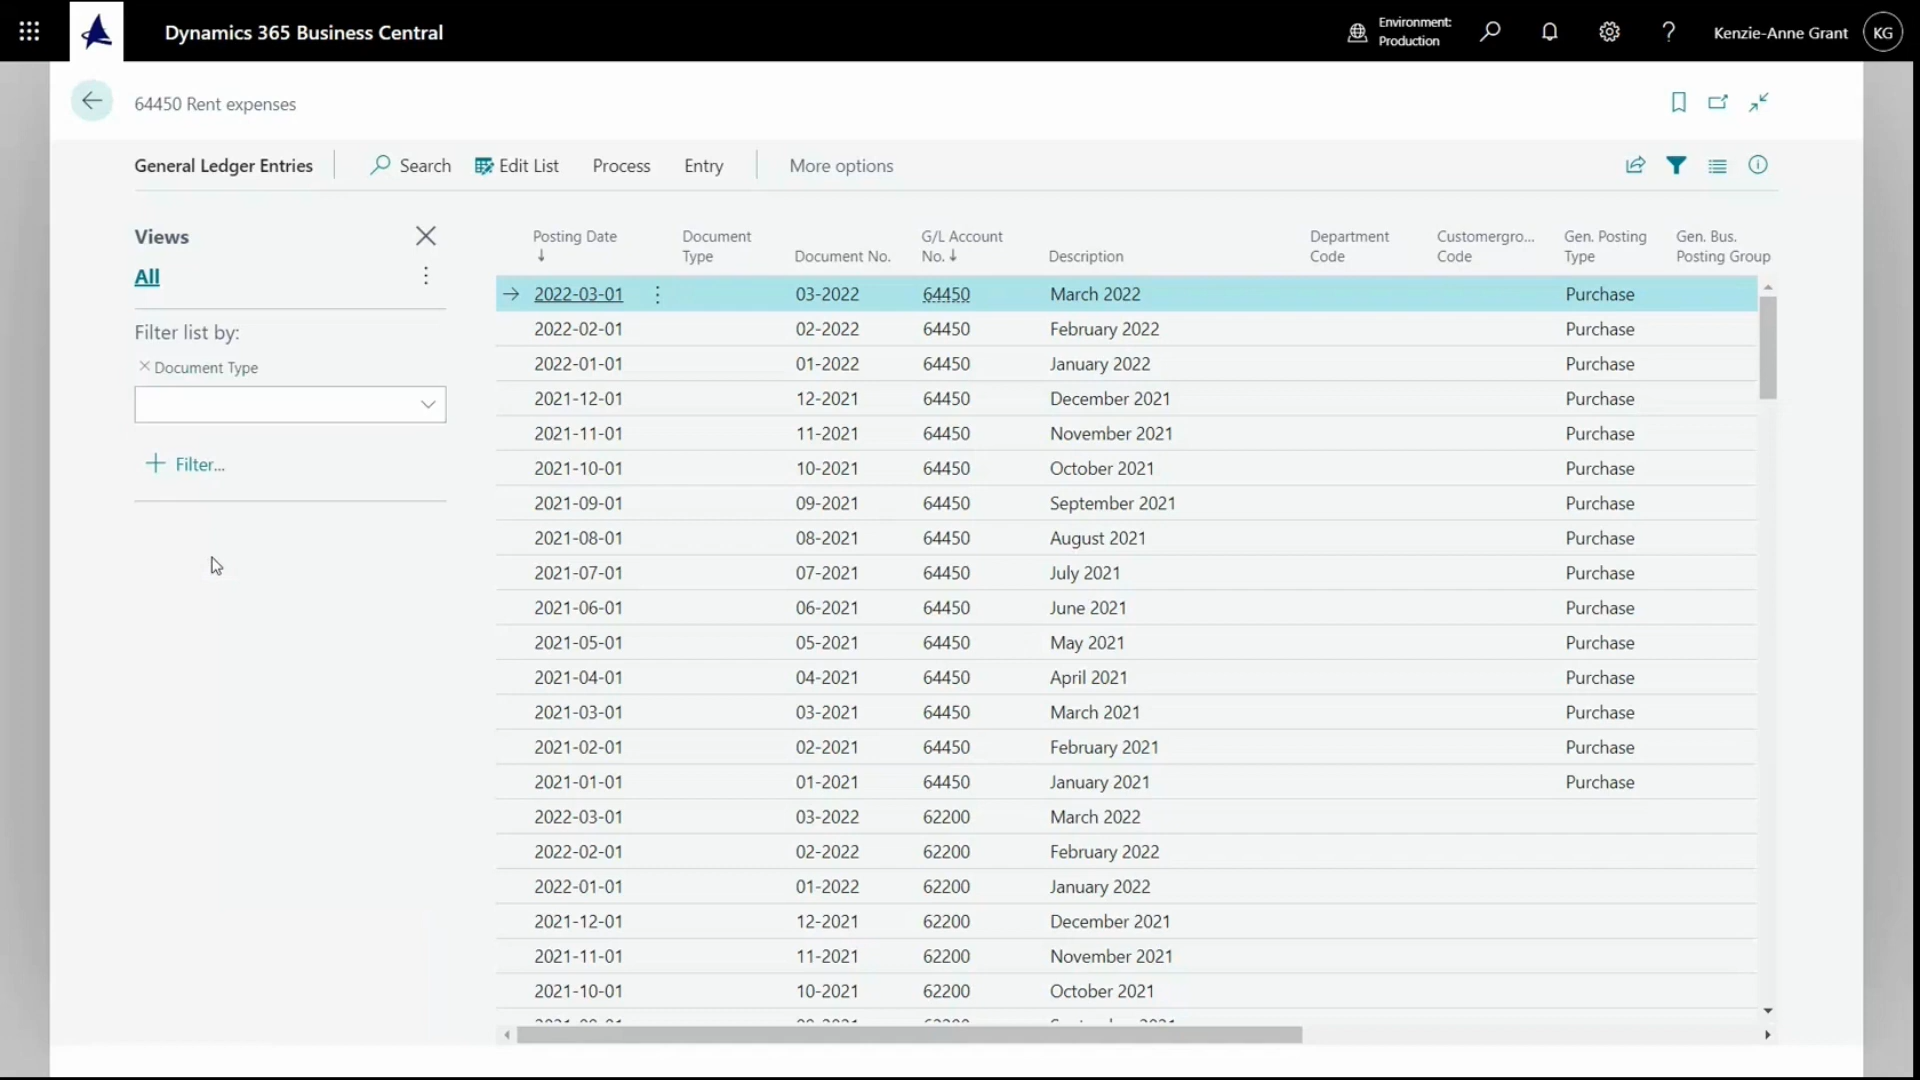 Dynamics 365 Business Central
Environment:
Production
?
Kenzie-Anne Grant
KG
64450 Rent expenses
General Ledger Entries
Search
Edit List
Process
Entry
More options
Views
All
Filter list by:
Document Type
Filter...
Posting Date Document Type Document No. G/L Account No. Description Department Code Customergro... Code Gen. Posting Type Gen. Bus. Posting Group
2022-03-01 03-2022 64450 March 2022 Purchase
2022-02-01 02-2022 64450 February 2022 Purchase
2022-01-01 01-2022 64450 January 2022 Purchase
2021-12-01 12-2021 64450 December 2021 Purchase
2021-11-01 11-2021 64450 November 2021 Purchase
2021-10-01 10-2021 64450 October 2021 Purchase
2021-09-01 09-2021 64450 September 2021 Purchase
2021-08-01 08-2021 64450 August 2021 Purchase
2021-07-01 07-2021 64450 July 2021 Purchase
2021-06-01 06-2021 64450 June 2021 Purchase
2021-05-01 05-2021 64450 May 2021 Purchase
2021-04-01 04-2021 64450 April 2021 Purchase
2021-03-01 03-2021 64450 March 2021 Purchase
2021-02-01 02-2021 64450 February 2021 Purchase
2021-01-01 01-2021 64450 January 2021 Purchase
2022-03-01 03-2022 62200 March 2022
2022-02-01 02-2022 62200 February 2022
2022-01-01 01-2022 62200 January 2022
2021-12-01 12-2021 62200 December 2021
2021-11-01 11-2021 62200 November 2021
2021-10-01 10-2021 62200 October 2021